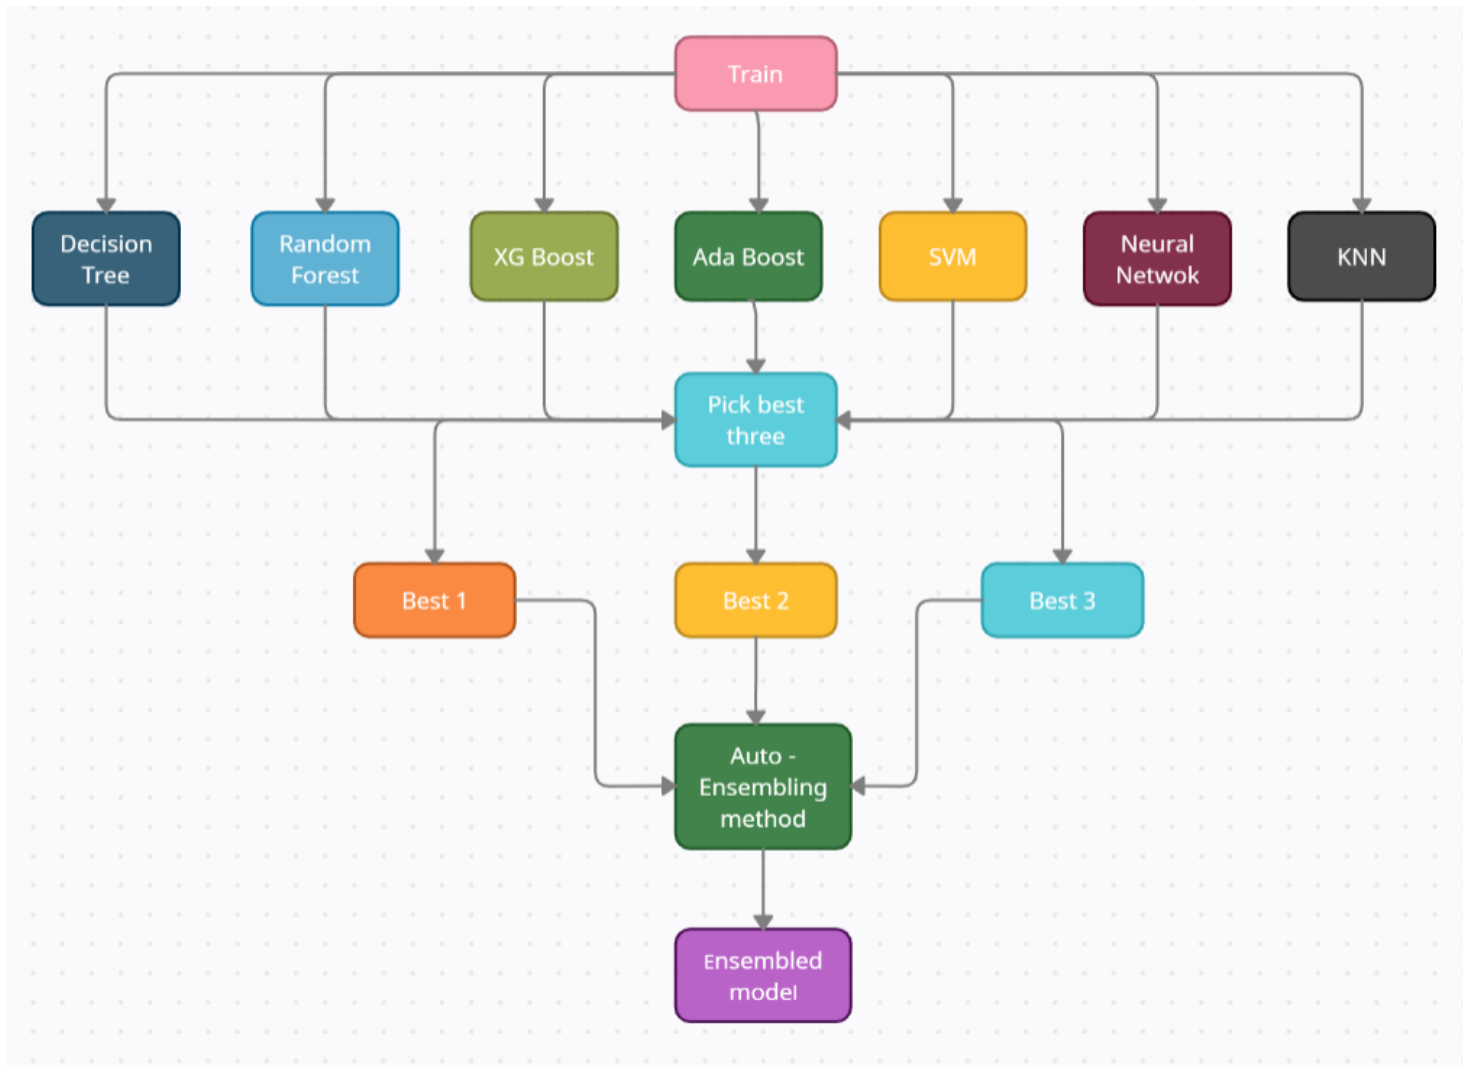 Train
Decision
Tree
Random
Forest
XG Boost
Ada Boost
SVM
Neural
Netwok
KNN
Pick best
three
Best 1
Best 2
Best 3
Auto -
Ensembling
method
Ensembled
model